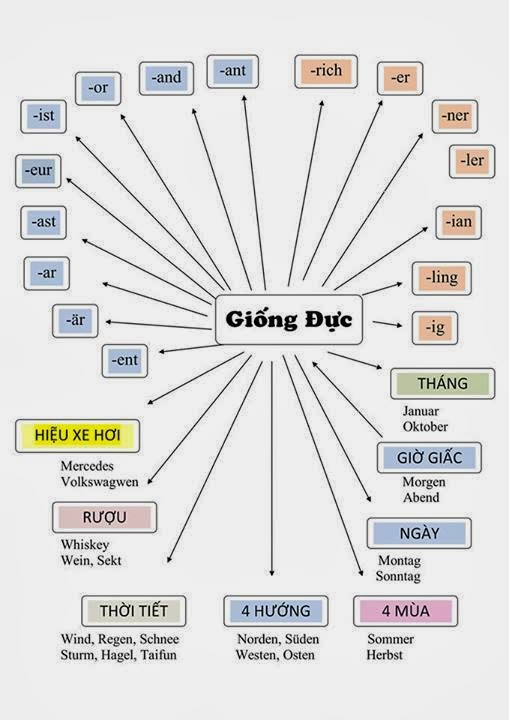 -or
-and
-ant
-rich
-er
-ist
-ner
-eur
-ler
-ast
-ian
-ar
-ling
-är
Giống Đực
-ig
-ent
THÁNG
Januar
Oktober
HIỆU XE HƠI
Mercedes
Volkswagwen
GIỜ GIẤC
Morgen
Abend
RƯỢU
Whiskey
Wein, Sekt
NGÀY
Montag
Sonntag
THỜI TIẾT
Wind, Regen, Schnee
Sturm, Hagel, Taifun
4 HƯỚNG
Norden, Süden
Westen, Osten
4 MÙA
Sommer
Herbst